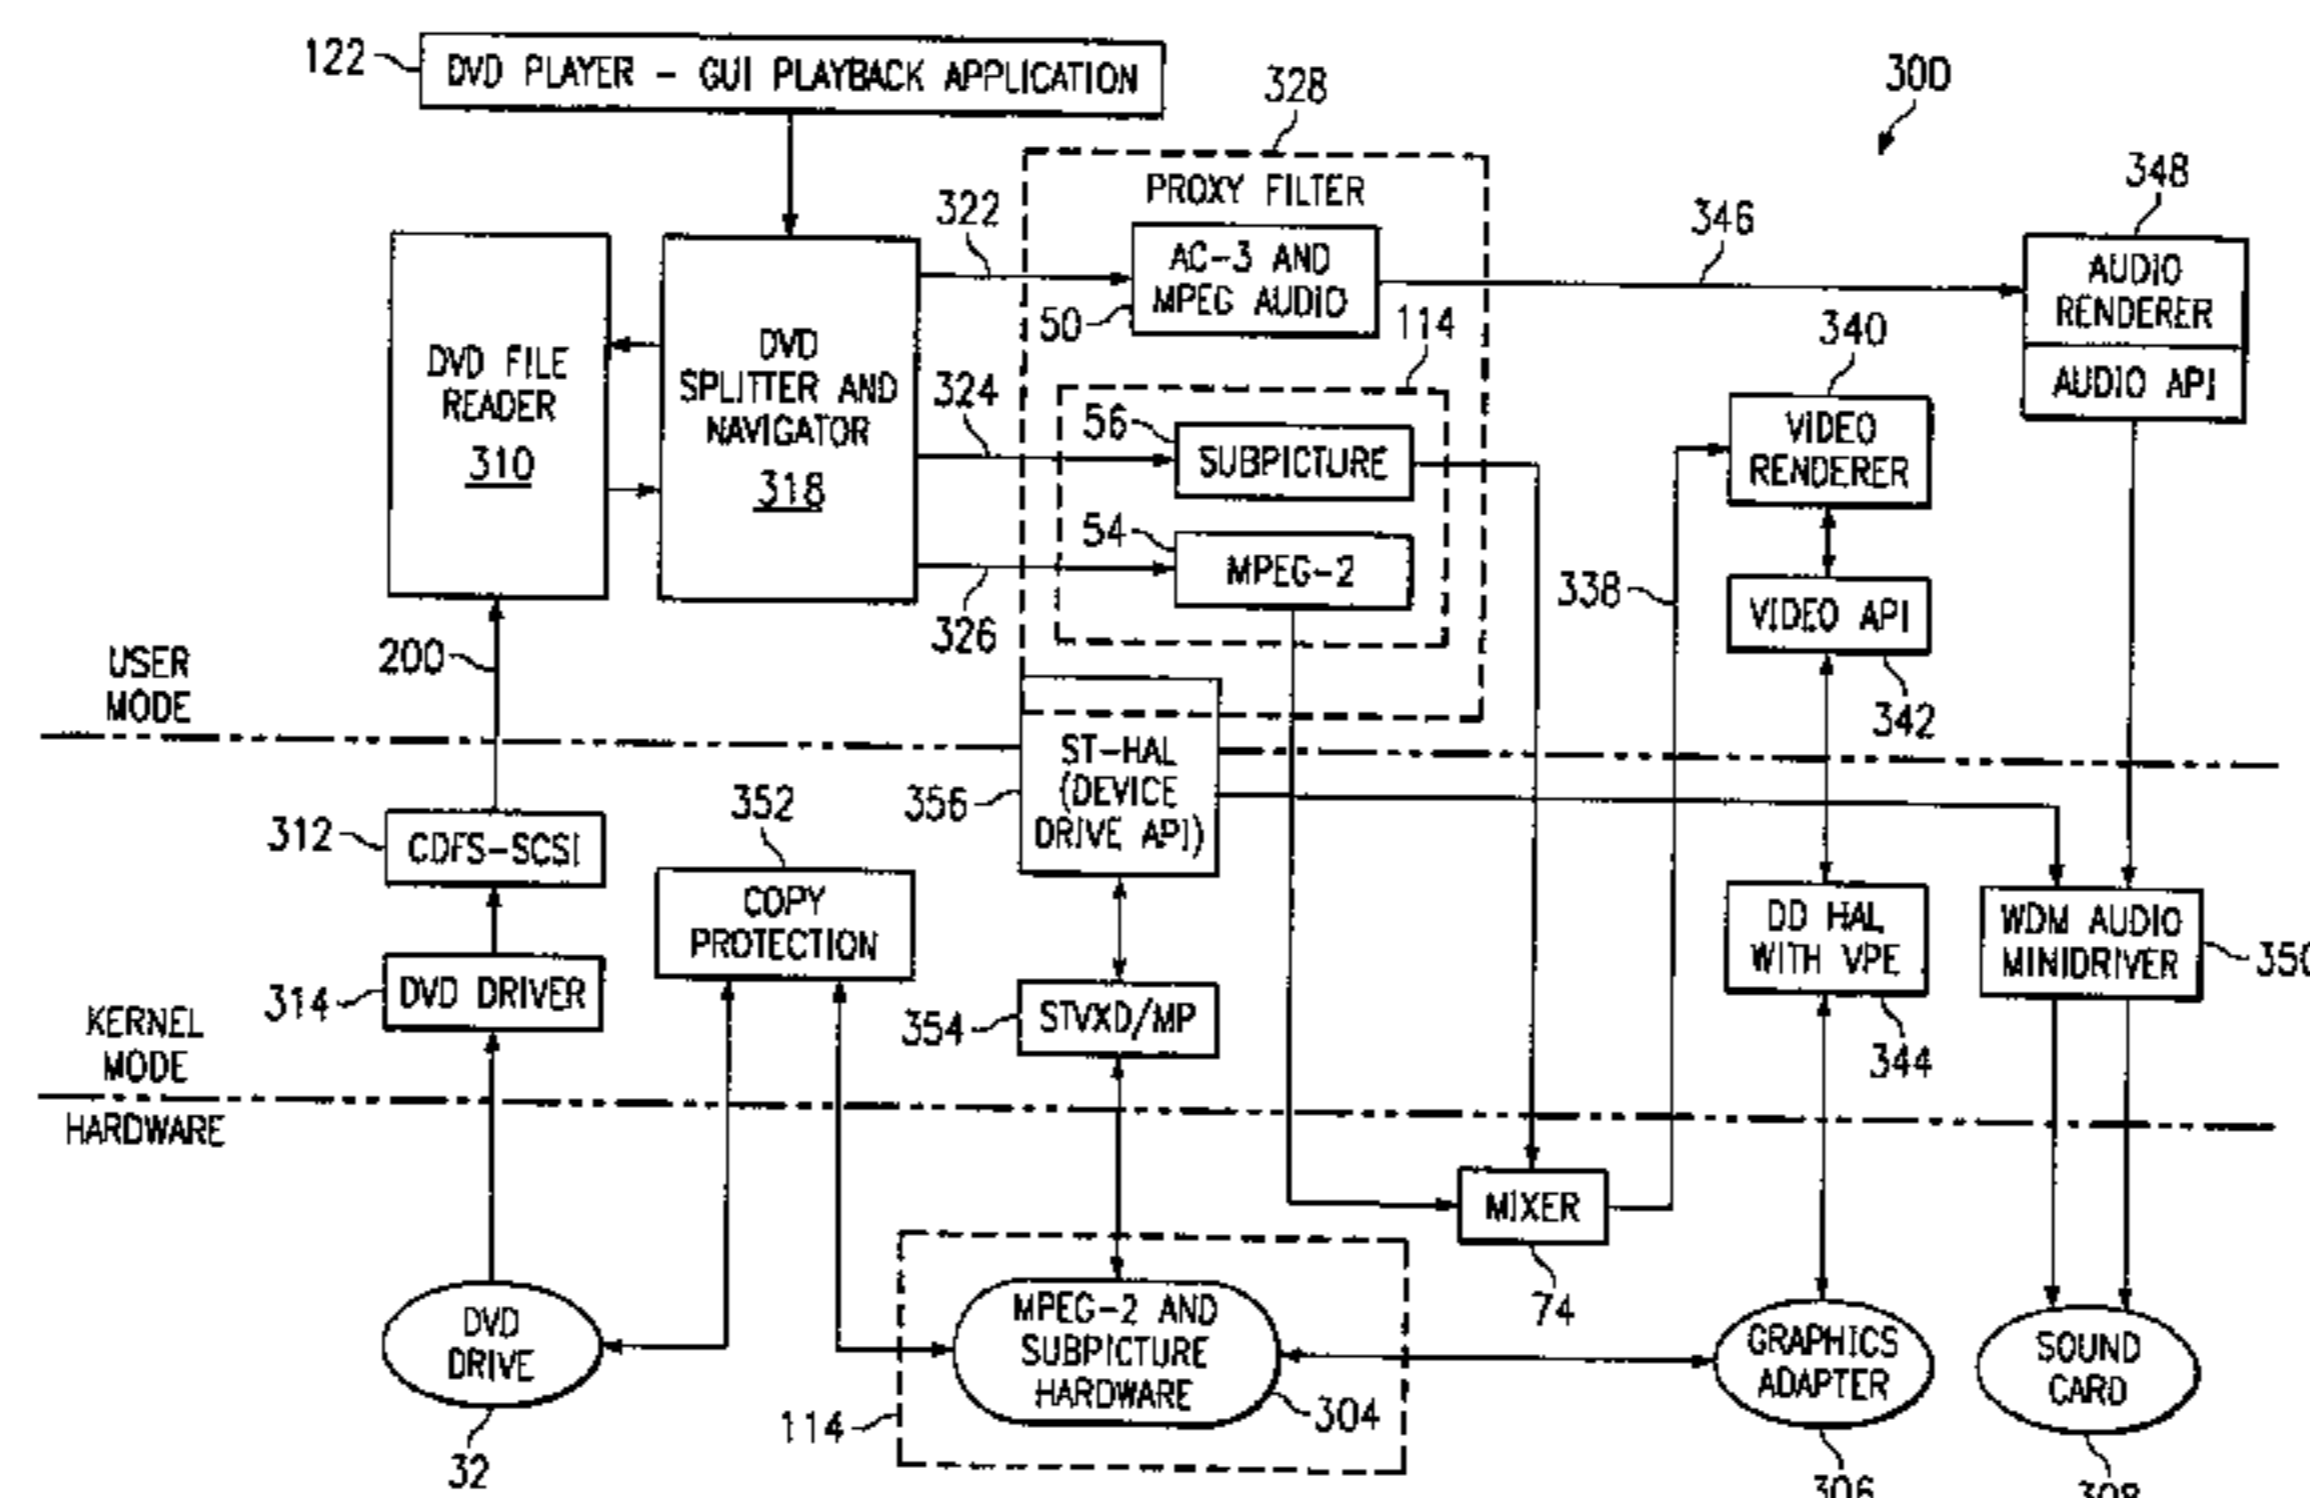 122
DVD PLAYER - GUI PLAYBACK APPLICATION
328
300
PROXY FILTER
348
322
346
AC-3 AND
MPEG AUDIO
50
AUDIO
RENDERER
AUDIO API
114
340
DVD FILE
READER
310
DVD
SPLITTER AND
NAVIGATOR
318
324
56
SUBPICTURE
VIDEO
RENDERER
54
MPEG-2
338
326
VIDEO API
342
USER
MODE
200
ST-HAL
(DEVICE
DRIVE API)
356
312
CDFS-SCSI
352
COPY
PROTECTION
DD HAL
WITH VPE
WDM AUDIO
MINIDRIVER
350
314
DVD DRIVER
354
STVXD/MP
344
KERNEL
MODE
HARDWARE
MIXER
74
DVD
DRIVE
32
MPEG-2 AND
SUBPICTURE
HARDWARE
304
114
GRAPHICS
ADAPTER
306
SOUND
CARD
308